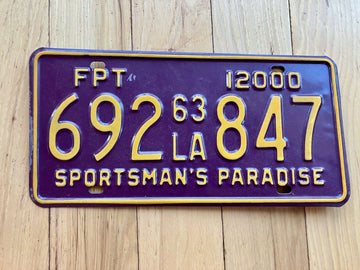 FPT 12000
692 63 LA 847
SPORTSMAN'S PARADISE